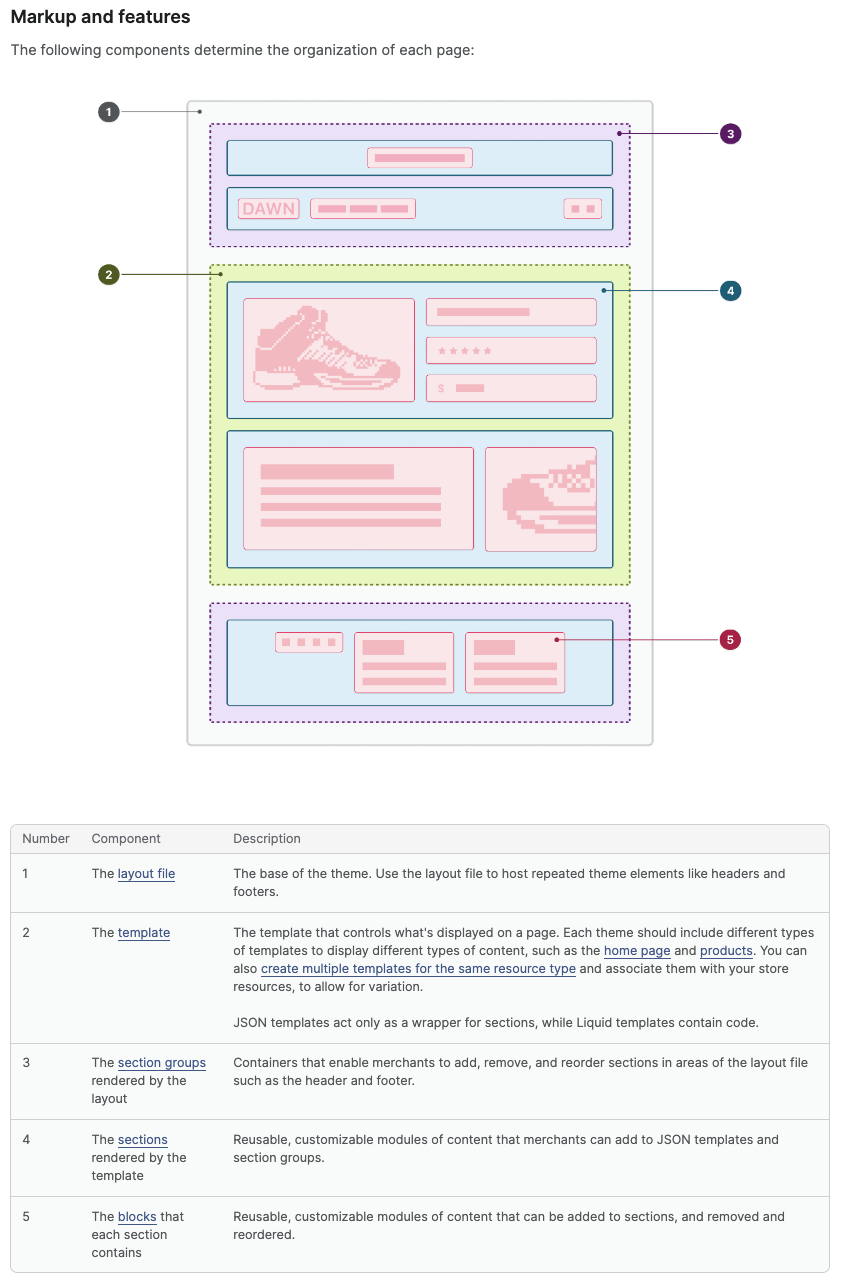 Markup and features
The following components determine the organization of each page:
1
3
DAWN
2
4
$
5
Number Component Description
1 The layout file The base of the theme. Use the layout file to host repeated theme elements like headers and
footers.
2 The template The template that controls what's displayed on a page. Each theme should include different types
of templates to display different types of content, such as the home page and products. You can
also create multiple templates for the same resource type and associate them with your store
resources, to allow for variation.
JSON templates act only as a wrapper for sections, while Liquid templates contain code.
3 The section groups Containers that enable merchants to add, remove, and reorder sections in areas of the layout file
rendered by the such as the header and footer.
layout
4 The sections Reusable, customizable modules of content that merchants can add to JSON templates and
rendered by the section groups.
template
5 The blocks that Reusable, customizable modules of content that can be added to sections, and removed and
each section reordered.
contains